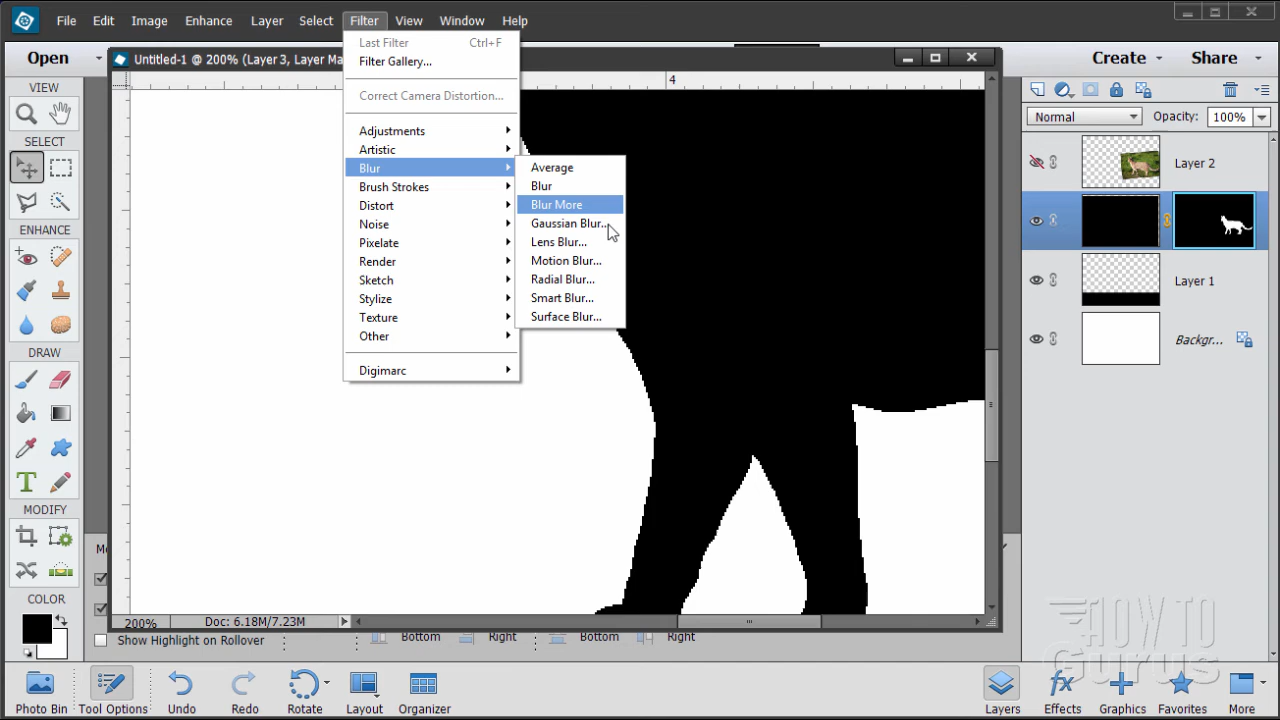 File Edit Image Enhance Layer Select Filter View Window Help
Open
Create
Share
Untitled-1 @ 200% (Layer 3, Layer Ma
VIEW
SELECT
ENHANCE
DRAW
MODIFY
COLOR
Last Filter Ctrl+F
Filter Gallery...
Correct Camera Distortion...
Adjustments
Artistic
Blur
Brush Strokes
Distort
Noise
Pixelate
Render
Sketch
Stylize
Texture
Other
Digimarc
Average
Blur
Blur More
Gaussian Blur...
Lens Blur...
Motion Blur...
Radial Blur...
Smart Blur...
Surface Blur...
4
Normal
Opacity: 100%
Layer 2
Layer 1
Backgr...
200% Doc: 6.18M/7.23M
Mo
Show Highlight on Rollover
Bottom Right Bottom Right
HOW TO
Gurus
Photo Bin Tool Options Undo Redo Rotate Layout Organizer
Layers Effects Graphics Favorites More
T
fx